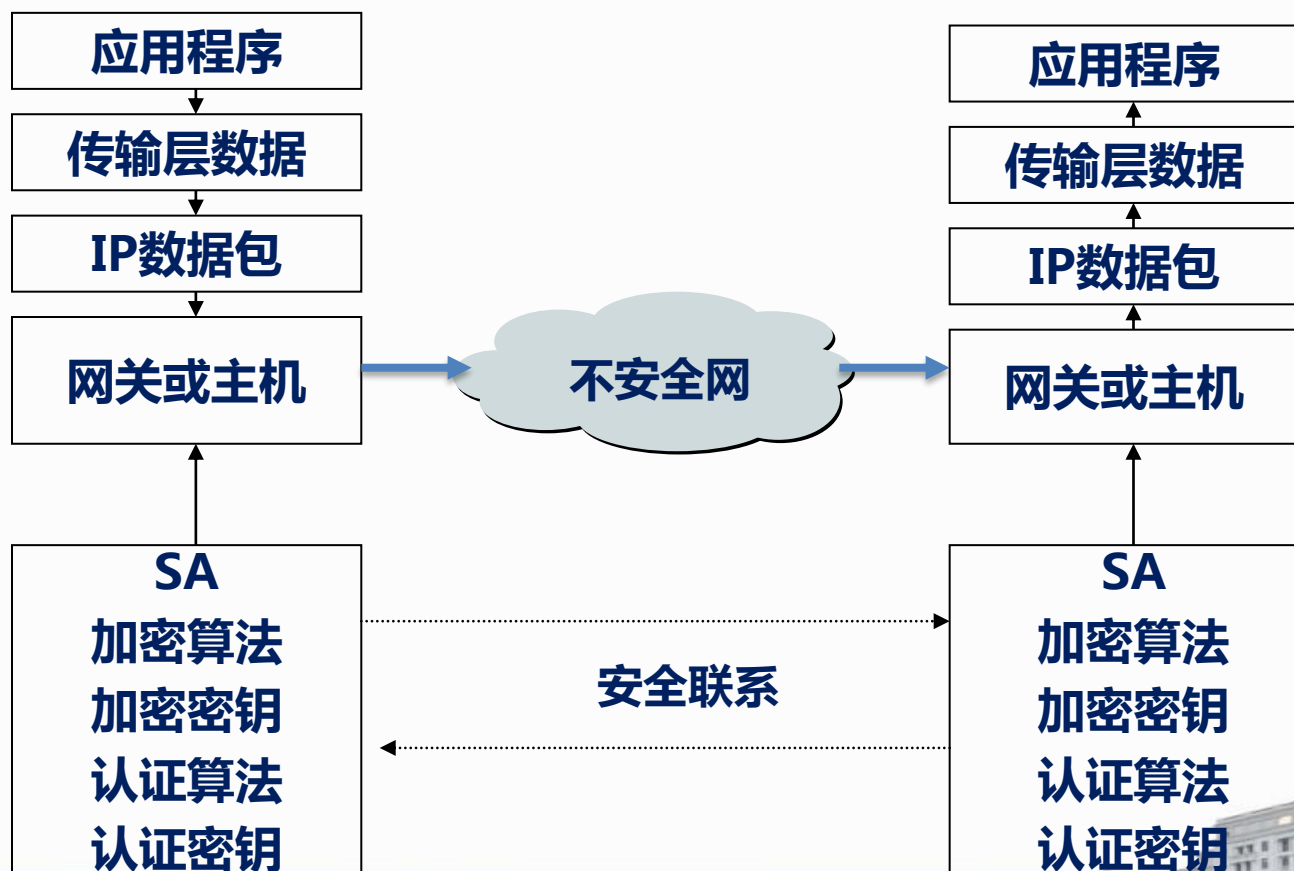 应用程序
传输层数据
IP数据包
网关或主机
不安全网
应用程序
传输层数据
IP数据包
网关或主机
SA
加密算法
加密密钥
认证算法
认证密钥
安全联系
SA
加密算法
加密密钥
认证算法
认证密钥